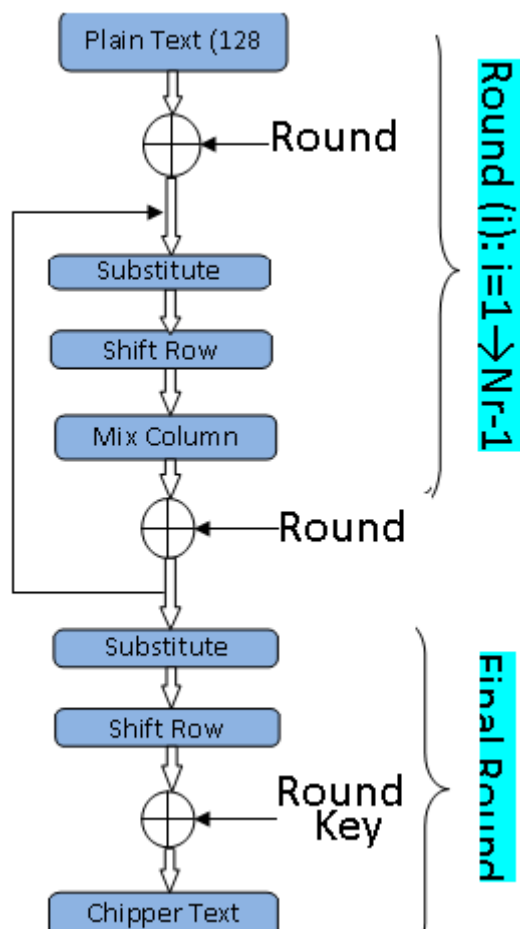 Plain Text (128
Round
Substitute
Shift Row
Mix Column
Round
Round (i): i=1→Nr-1
Substitute
Shift Row
Round
Key
Chipper Text
Final Round